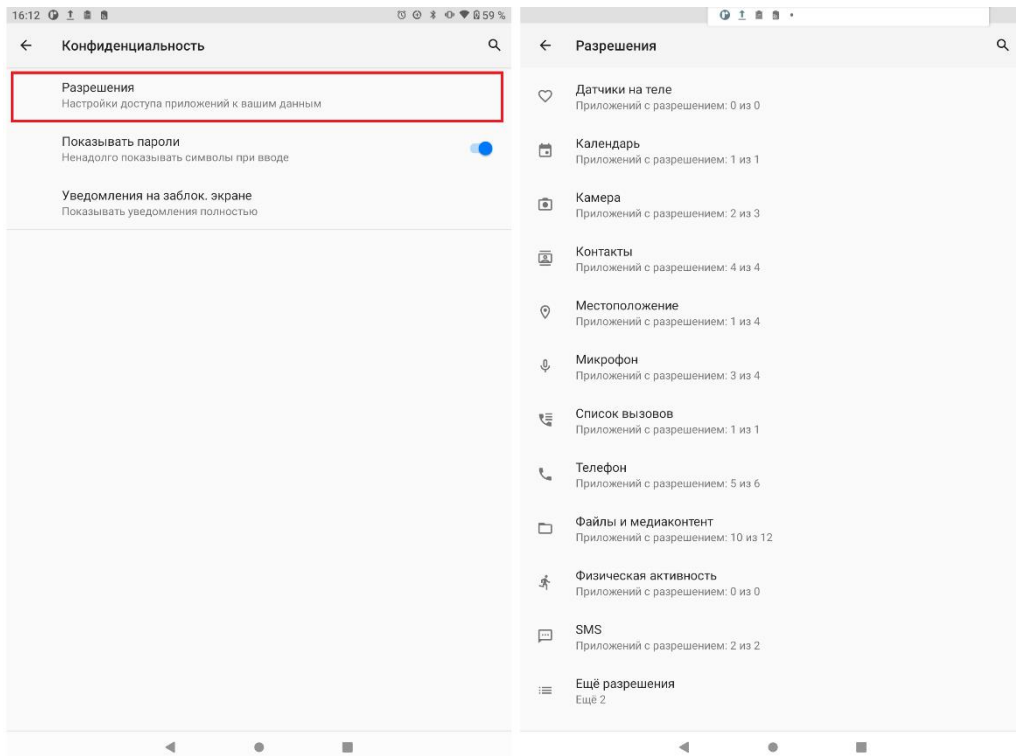 16:12
59 %
Конфиденциальность
Разрешения
Настройки доступа приложений к вашим данным
Показывать пароли
Ненадолго показывать символы при вводе
Уведомления на заблок. экране
Показывать уведомления полностью
Разрешения
Датчики на теле
Приложений с разрешением: 0 из 0
Календарь
Приложений с разрешением: 1 из 1
Камера
Приложений с разрешением: 2 из 3
Контакты
Приложений с разрешением: 4 из 4
Местоположение
Приложений с разрешением: 1 из 4
Микрофон
Приложений с разрешением: 3 из 4
Список вызовов
Приложений с разрешением: 1 из 1
Телефон
Приложений с разрешением: 5 из 6
Файлы и медиаконтент
Приложений с разрешением: 10 из 12
Физическая активность
Приложений с разрешением: 0 из 0
SMS
Приложений с разрешением: 2 из 2
Ещё разрешения
Ещё 2